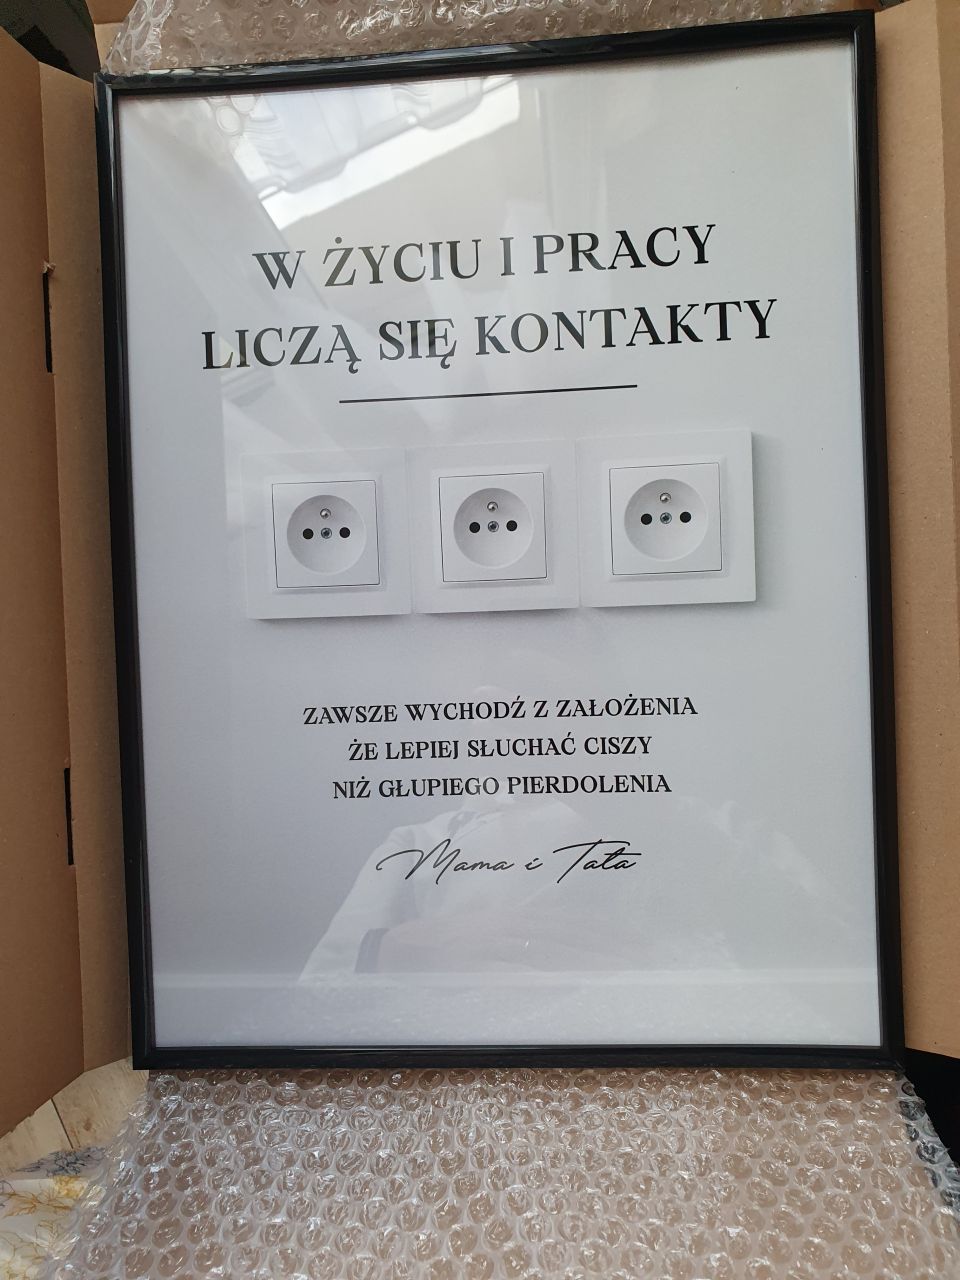 W ŻYCIU I PRACY
LICZĄ SIĘ KONTAKTY
ZAWSZE WYCHODŹ Z ZAŁOŻENIA
ŻE LEPIEJ SŁUCHAĆ CISZY
NIŻ GŁUPIEGO PIERDOLENIA
Mama i Tata